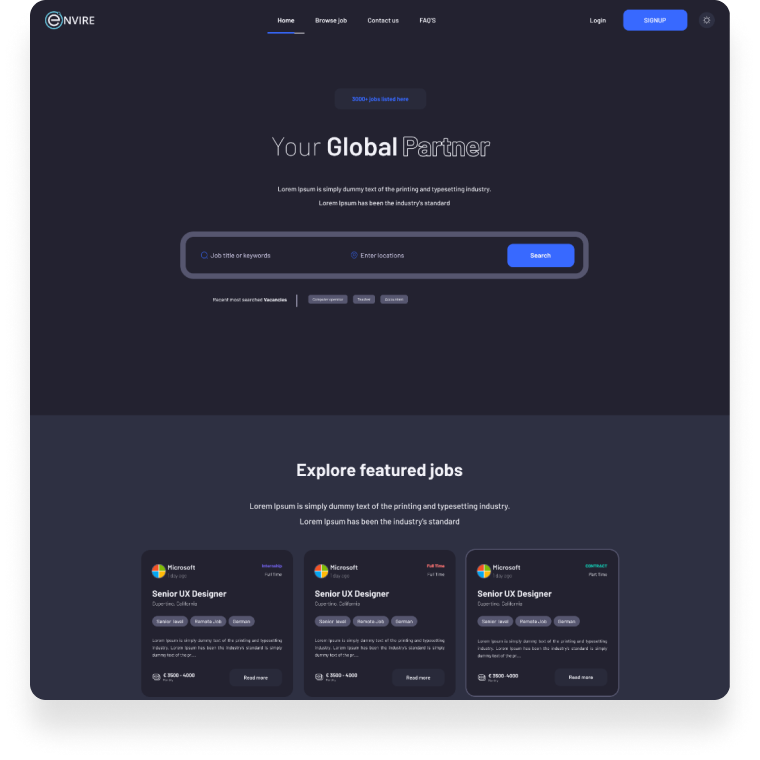 eNVIRE
Home Browse job Contact us FAQ'S
Login SIGNUP
3000+ jobs listed here
Your Global Partner
Lorem Ipsum is simply dummy text of the printing and typesetting industry.
Lorem Ipsum has been the industry's standard
Job title or keywords Enter locations Search
Recent most searched Vacancies
Explore featured jobs
Lorem Ipsum is simply dummy text of the printing and typesetting industry.
Lorem Ipsum has been the industry's standard
Microsoft
Internship
1 day ago
Full Time
Senior UX Designer
Cupertino, California
Senior level Remote Job German
Lorem Ipsum is simply dummy text of the printing and typesetting
industry. Lorem Ipsum has been the industry's standard is simply
dummy text of the pr...
£ 3500 - 4000
Read more
Microsoft
Full Time
1 day ago
Full Time
Senior UX Designer
Cupertino, California
Senior level Remote Job German
Lorem Ipsum is simply dummy text of the printing and typesetting
industry. Lorem Ipsum has been the industry's standard is simply
dummy text of the pr...
£ 3500 - 4000
Read more
Microsoft
CONTRACT
1 day ago
Part Time
Senior UX Designer
Cupertino, California
Senior level Remote Job German
Lorem Ipsum is simply dummy text of the printing and typesetting
industry. Lorem Ipsum has been the industry's standard is simply
dummy text of the pr...
£ 3500 -4000
Read more